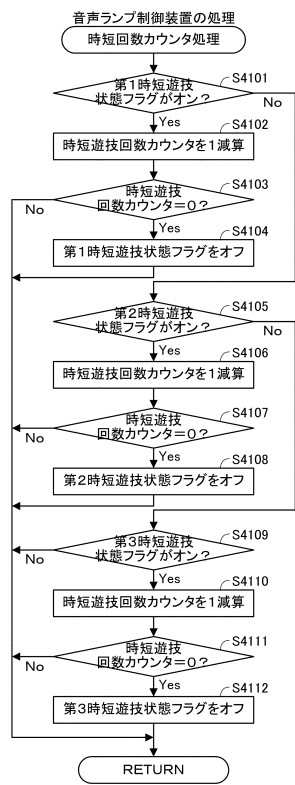 音声ランプ制御装置の処理
時短回数カウンタ処理
S4101
第1時短遊技
状態フラグがオン？
No
Yes
S4102
時短遊技回数カウンタを1減算
S4103
時短遊技
回数カウンタ＝0？
No
Yes
S4104
第1時短遊技状態フラグをオフ
S4105
第2時短遊技
状態フラグがオン？
No
Yes
S4106
時短遊技回数カウンタを1減算
S4107
時短遊技
回数カウンタ＝0？
No
Yes
S4108
第2時短遊技状態フラグをオフ
S4109
第3時短遊技
状態フラグがオン？
No
Yes
S4110
時短遊技回数カウンタを1減算
S4111
時短遊技
回数カウンタ＝0？
No
Yes
S4112
第3時短遊技状態フラグをオフ
RETURN